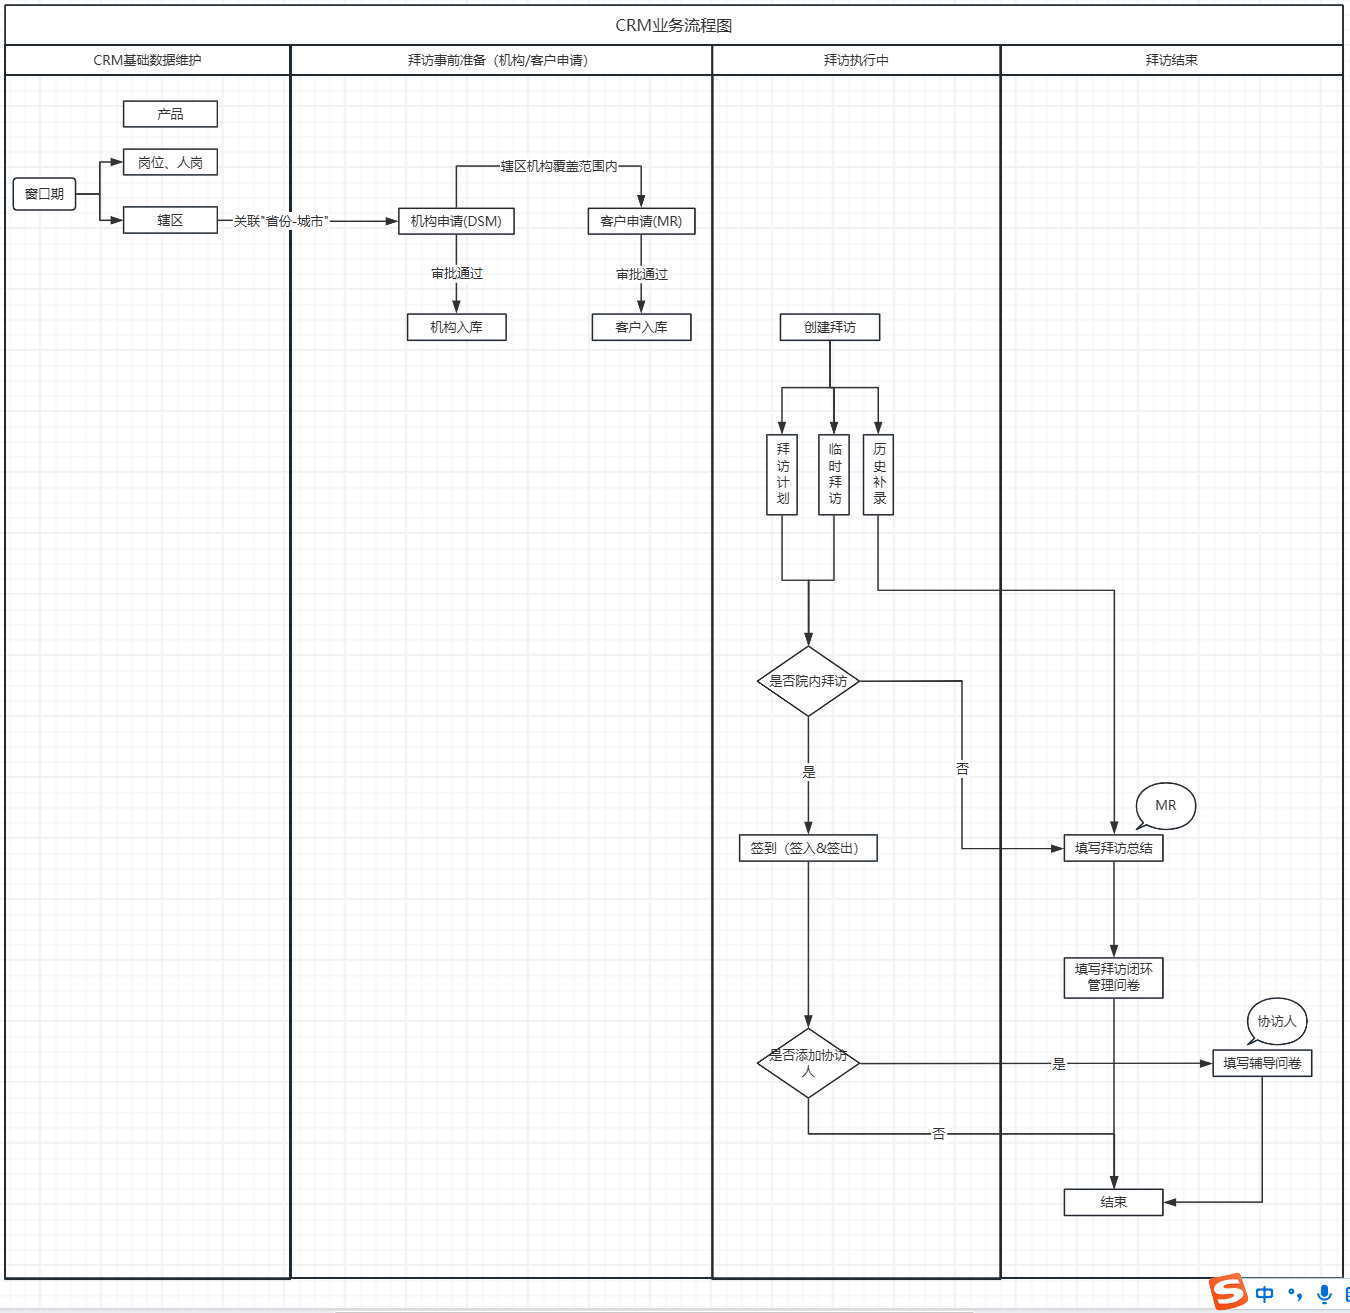 CRM业务流程图
CRM基础数据维护
拜访事前准备（机构/客户申请）
拜访执行中
拜访结束
产品
岗位、人岗
窗口期
辖区
关联"省份-城市"
辖区机构覆盖范围内
机构申请(DSM)
客户申请(MR)
审批通过
审批通过
机构入库
客户入库
创建拜访
拜访计划
临时拜访
历史补录
是否院内拜访
是
否
MR
签到（签入&签出）
填写拜访总结
填写拜访闭环
管理问卷
协访人
是否添加协访
人
是
填写辅导问卷
否
结束
中